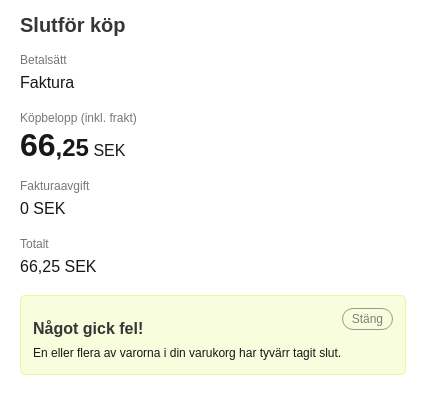 Slutför köp
Betalsätt
Faktura
Köpbelopp (inkl. frakt)
66,25 SEK
Fakturaavgift
0 SEK
Totalt
66,25 SEK
Stäng
Något gick fel!
En eller flera av varorna i din varukorg har tyvärr tagit slut.